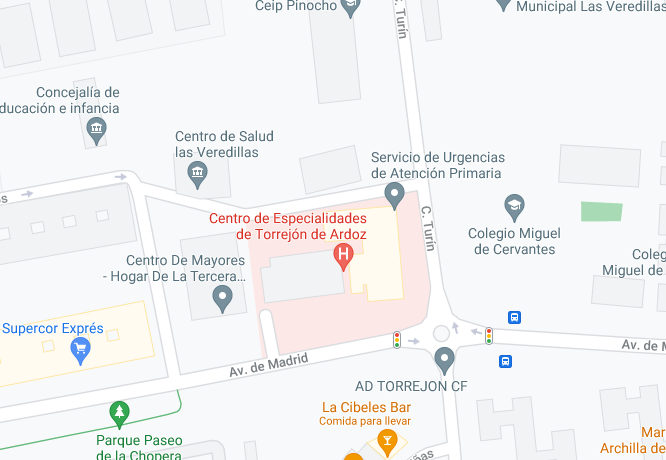 Ceip Pinocho
Municipal Las Veredillas
C. Turín
Concejalía de
ducación e infancia
Centro de Salud
las Veredillas
Servicio de Urgencias
de Atención Primaria
Centro de Especialidades
de Torrejón de Ardoz
H
C. Turín
Colegio Miguel
de Cervantes
Centro De Mayores
- Hogar De La Tercera...
Coleg
Miguel de
Supercor Exprés
Av. de Madrid
Av. de M
AD TORREJON CF
La Cibeles Bar
Comida para llevar
Parque Paseo
de la Chopera
Mar
Archilla de